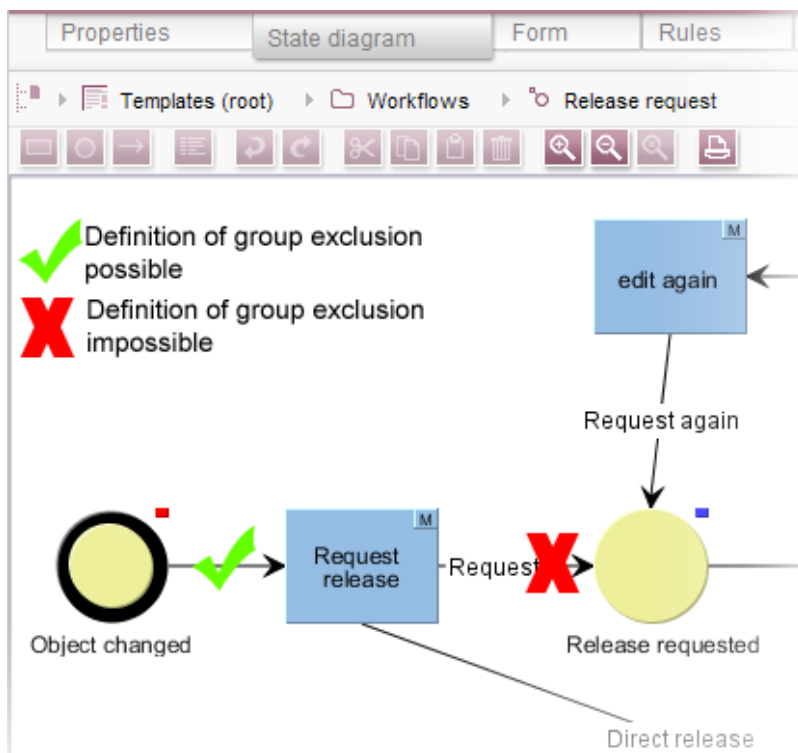 Properties
State diagram
Form
Rules
Templates (root)
Workflows
Release request
Definition of group exclusion
possible
Definition of group exclusion
impossible
M
edit again
Request again
M
Request
release
Request
Object changed
Release requested
Direct release